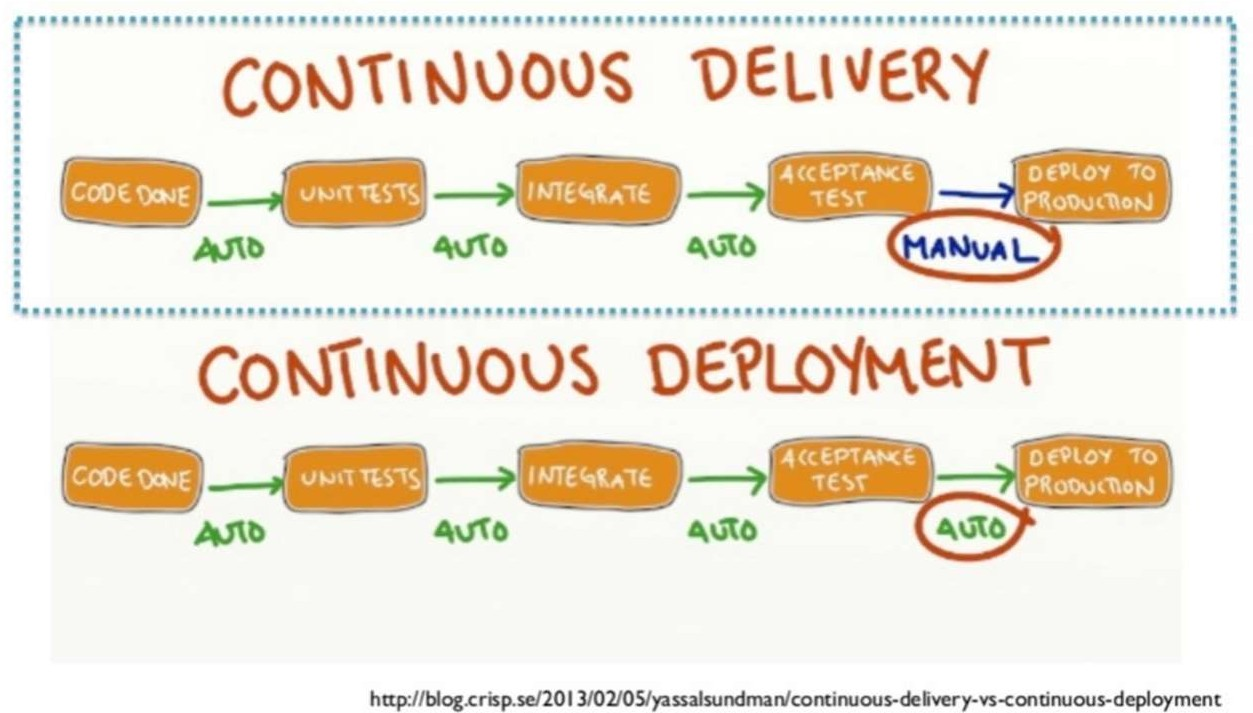 CONTINUOUS DELIVERY
CODE DONE
UNIT TESTS
INTEGRATE
ACCEPTANCE
TEST
DEPLOY TO
PRODUCTION
AUTO
AUTO
AUTO
MANUAL
CONTINUOUS DEPLOYMENT
CODE DONE
UNIT TESTS
INTEGRATE
ACCEPTANCE
TEST
DEPLOY TO
PRODUCTION
AUTO
AUTO
AUTO
AUTO
http://blog.crisp.se/2013/02/05/yassalsundman/continuous-delivery-vs-continuous-deployment